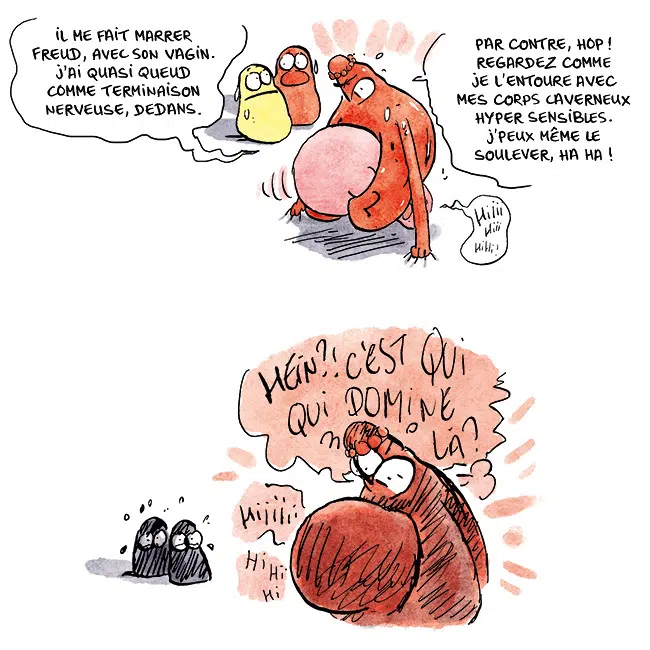 IL ME FAIT MARRER
FREUD, AVEC SON VAGIN.
J'AI QUASI QUEUD
COMME TERMINAISON
NERVEUSE, DEDANS.
PAR CONTRE, HOP !
REGARDEZ COMME
JE L'ENTOURE AVEC
MES CORPS CAVERNEUX
HYPER SENSIBLES.
J'PEUX MÊME LE
SOULEVER, HA HA !
Hiiii
Hiii
HiHi!
HEIN?! C'EST QUI
QUI DOMINE
LÀ?
Hiiiiii
Hi
Hi
Hi